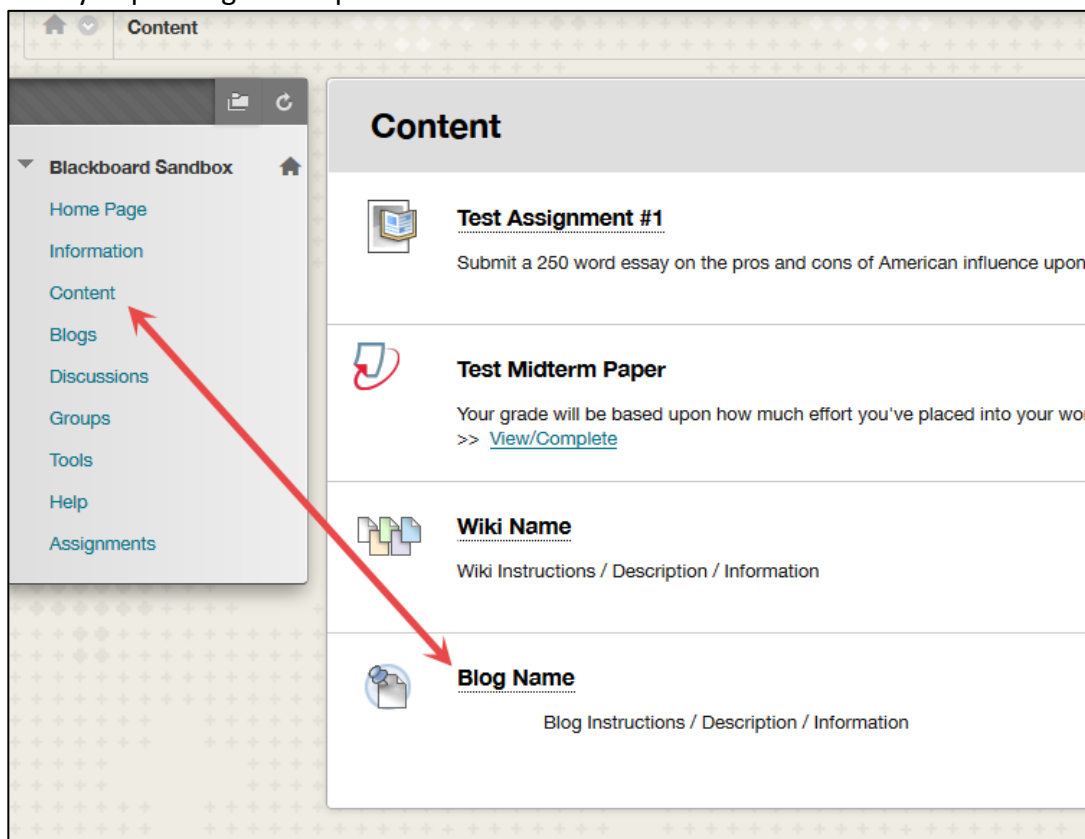 Content
Blackboard Sandbox
Home Page
Information
Content
Blogs
Discussions
Groups
Tools
Help
Assignments
Content
Test Assignment #1
Submit a 250 word essay on the pros and cons of American influence upon
Test Midterm Paper
Your grade will be based upon how much effort you've placed into your
>> View/Complete
Wiki Name
Wiki Instructions / Description / Information
Blog Name
Blog Instructions / Description / Information